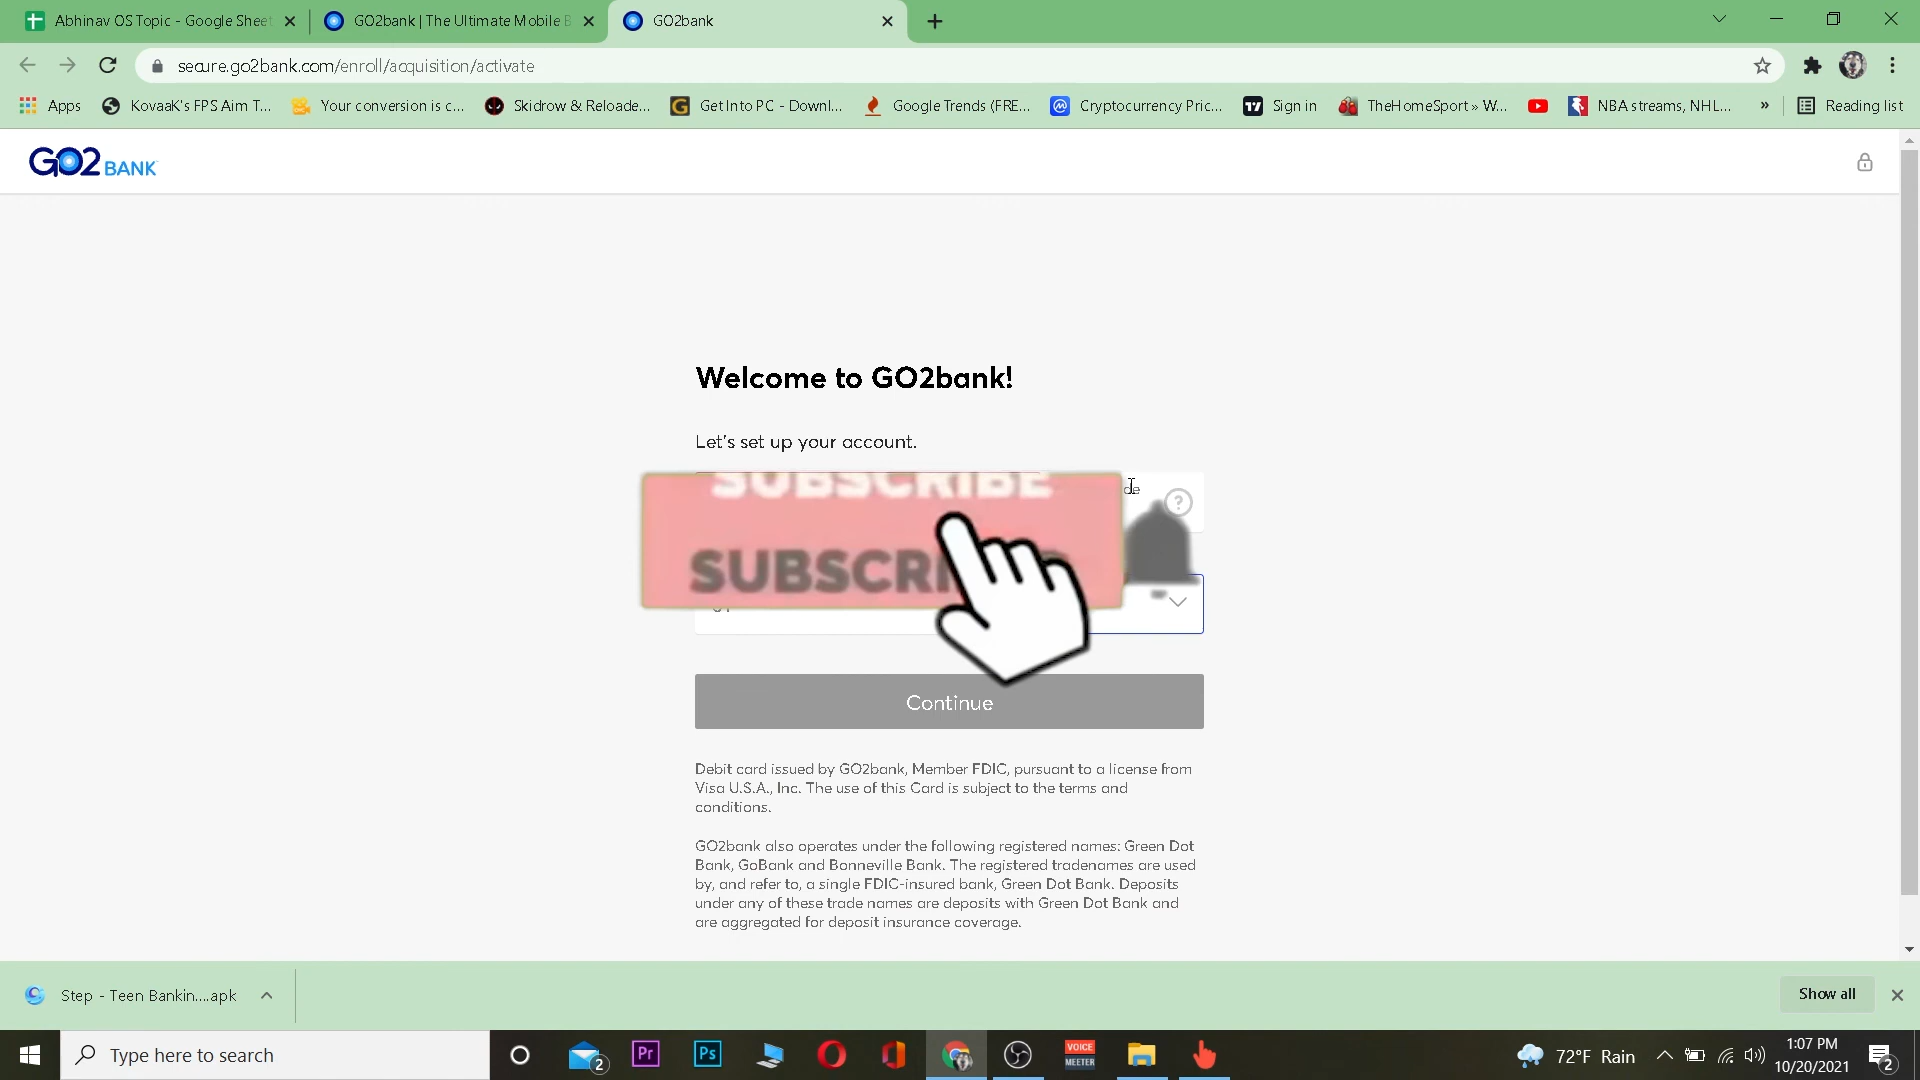 Abhinav OS Topic - Google Sheet
GO2bank | The Ultimate Mobile B
GO2bank
secure.go2bank.com/enroll/acquisition/activate
Apps
KovaaK's FPS Aim T...
Your conversion is c...
Skidrow & Reloade...
Get Into PC - Downl...
Google Trends (FRE...
Cryptocurrency Pric...
Sign in
TheHomeSport » W...
NBA streams, NHL...
»
Reading list
GO2 BANK
Welcome to GO2bank!
Let's set up your account.
SUBSCRIBE
de
?
Continue
Debit card issued by GO2bank, Member FDIC, pursuant to a license from
Visa U.S.A., Inc. The use of this Card is subject to the terms and
conditions.
GO2bank also operates under the following registered names: Green Dot
Bank, GoBank and Bonneville Bank. The registered tradenames are used
by, and refer to, a single FDIC-insured bank, Green Dot Bank. Deposits
under any of these trade names are deposits with Green Dot Bank and
are aggregated for deposit insurance coverage.
Step - Teen Bankin....apk
Show all
Type here to search
2
Pr
Ps
VOICE
MEETER
72°F Rain
1:07 PM
10/20/2021
2